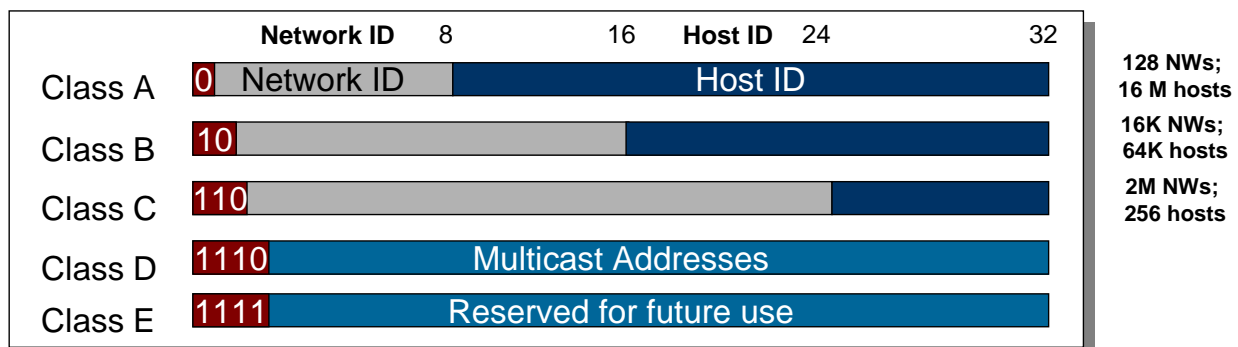 Network ID 8 16 Host ID 24 32
Class A 0 Network ID Host ID 128 NWs;
16 M hosts
Class B 10 16K NWs;
64K hosts
Class C 110 2M NWs;
256 hosts
Class D 1110 Multicast Addresses
Class E 1111 Reserved for future use